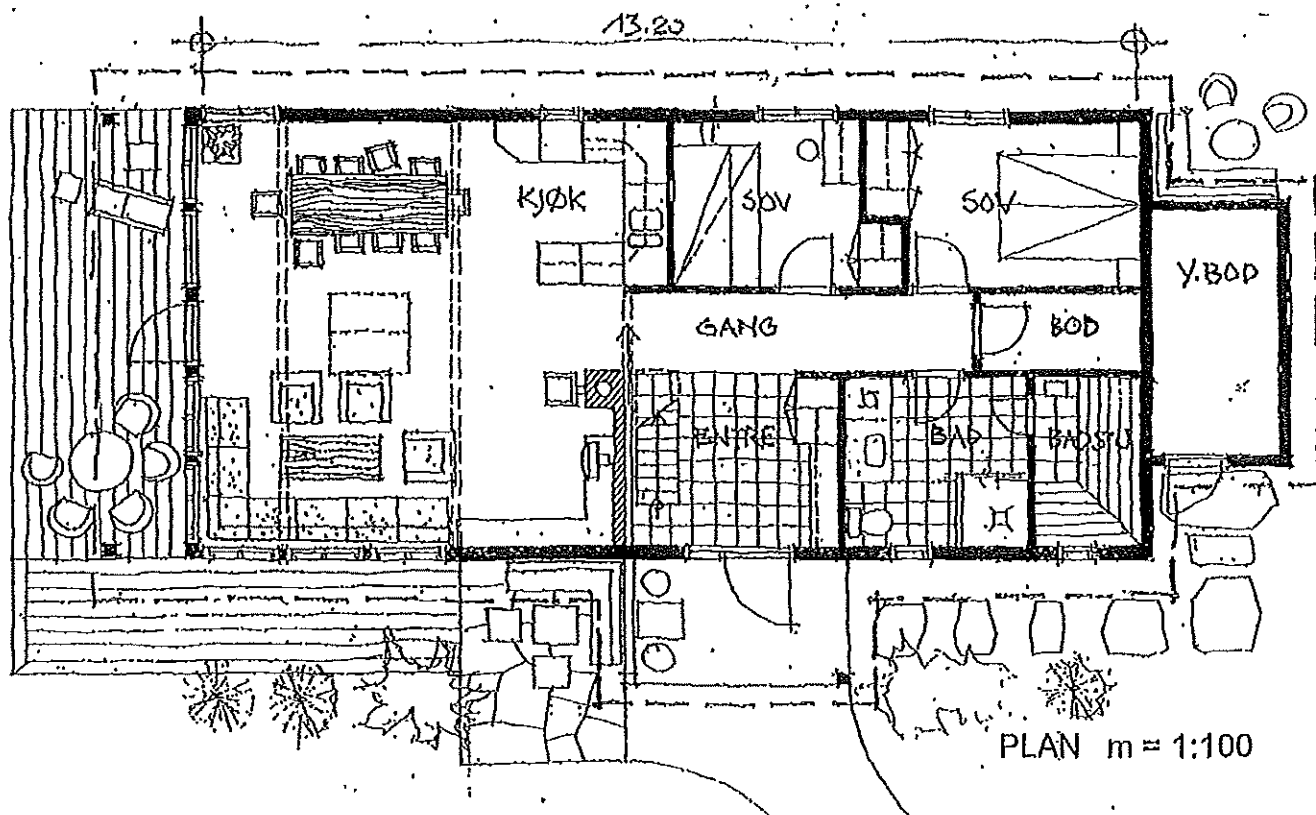 13.20
KJØK
SOV
SOV
Y.BOD
GANG
BOD
ENTRE
BAD
BADSTU
PLAN m = 1:100